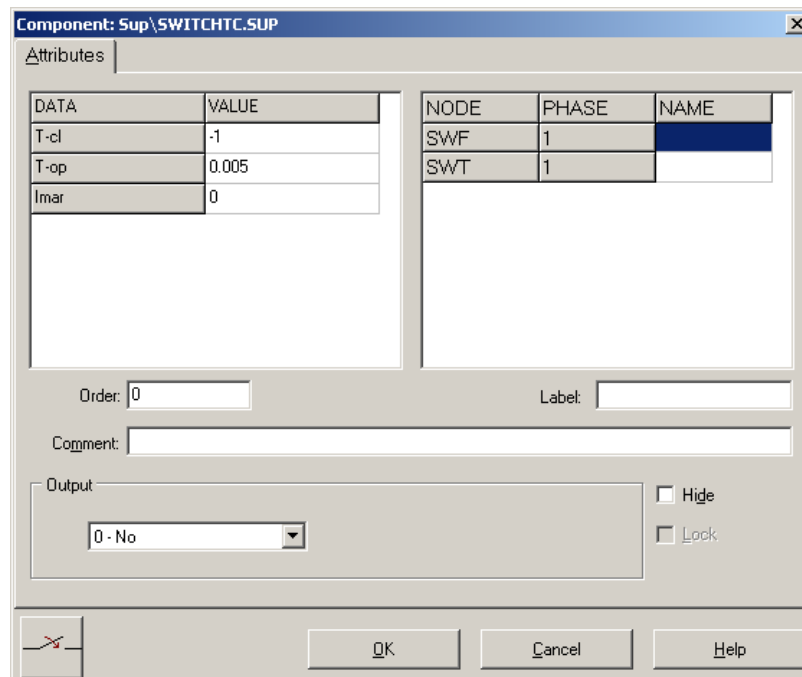 Component: Sup\SWITCHTC.SUP
Attributes
DATA VALUE
T-cl -1
T-op 0.005
Imar 0
NODE PHASE NAME
SWF 1
SWT 1
Order: 0
Label:
Comment:
Output
0 - No
Hide
Lock
OK Cancel Help